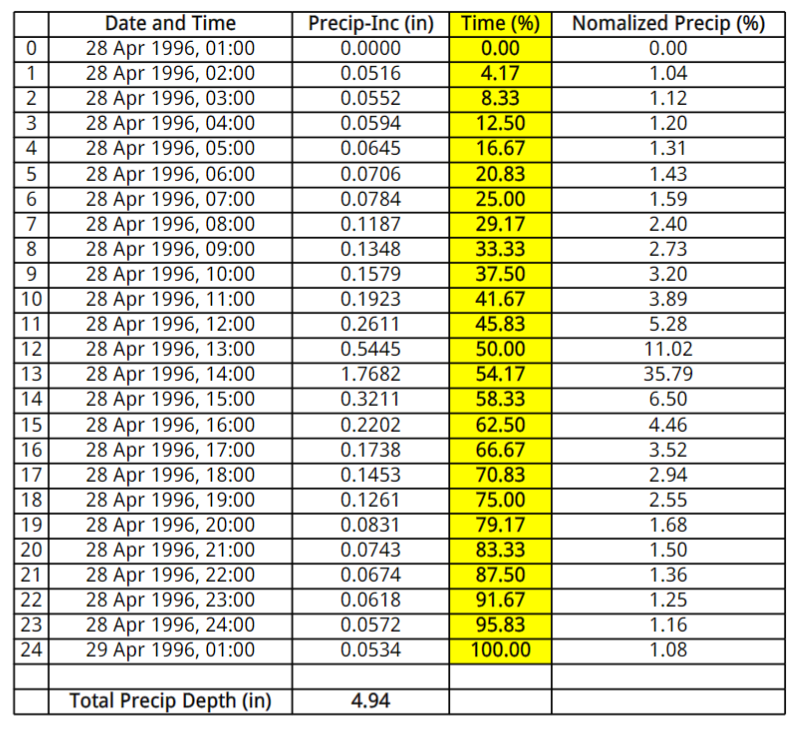 Date and Time Precip-Inc (in) Time (%) Nomalized Precip (%)
0 28 Apr 1996, 01:00 0.0000 0.00 0.00
1 28 Apr 1996, 02:00 0.0516 4.17 1.04
2 28 Apr 1996, 03:00 0.0552 8.33 1.12
3 28 Apr 1996, 04:00 0.0594 12.50 1.20
4 28 Apr 1996, 05:00 0.0645 16.67 1.31
5 28 Apr 1996, 06:00 0.0706 20.83 1.43
6 28 Apr 1996, 07:00 0.0784 25.00 1.59
7 28 Apr 1996, 08:00 0.1187 29.17 2.40
8 28 Apr 1996, 09:00 0.1348 33.33 2.73
9 28 Apr 1996, 10:00 0.1579 37.50 3.20
10 28 Apr 1996, 11:00 0.1923 41.67 3.89
11 28 Apr 1996, 12:00 0.2611 45.83 5.28
12 28 Apr 1996, 13:00 0.5445 50.00 11.02
13 28 Apr 1996, 14:00 1.7682 54.17 35.79
14 28 Apr 1996, 15:00 0.3211 58.33 6.50
15 28 Apr 1996, 16:00 0.2202 62.50 4.46
16 28 Apr 1996, 17:00 0.1738 66.67 3.52
17 28 Apr 1996, 18:00 0.1453 70.83 2.94
18 28 Apr 1996, 19:00 0.1261 75.00 2.55
19 28 Apr 1996, 20:00 0.0831 79.17 1.68
20 28 Apr 1996, 21:00 0.0743 83.33 1.50
21 28 Apr 1996, 22:00 0.0674 87.50 1.36
22 28 Apr 1996, 23:00 0.0618 91.67 1.25
23 28 Apr 1996, 24:00 0.0572 95.83 1.16
24 29 Apr 1996, 01:00 0.0534 100.00 1.08
Total Precip Depth (in) 4.94